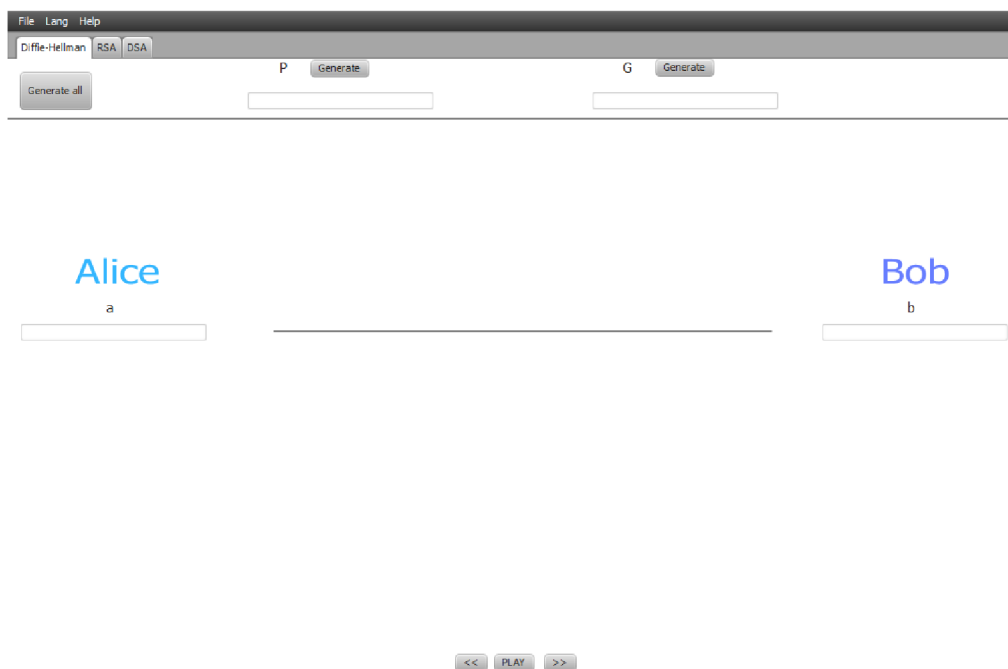 File Lang Help
Diffie-Hellman RSA DSA
P Generate G Generate
Generate all
Alice Bob
a b
<< PLAY >>